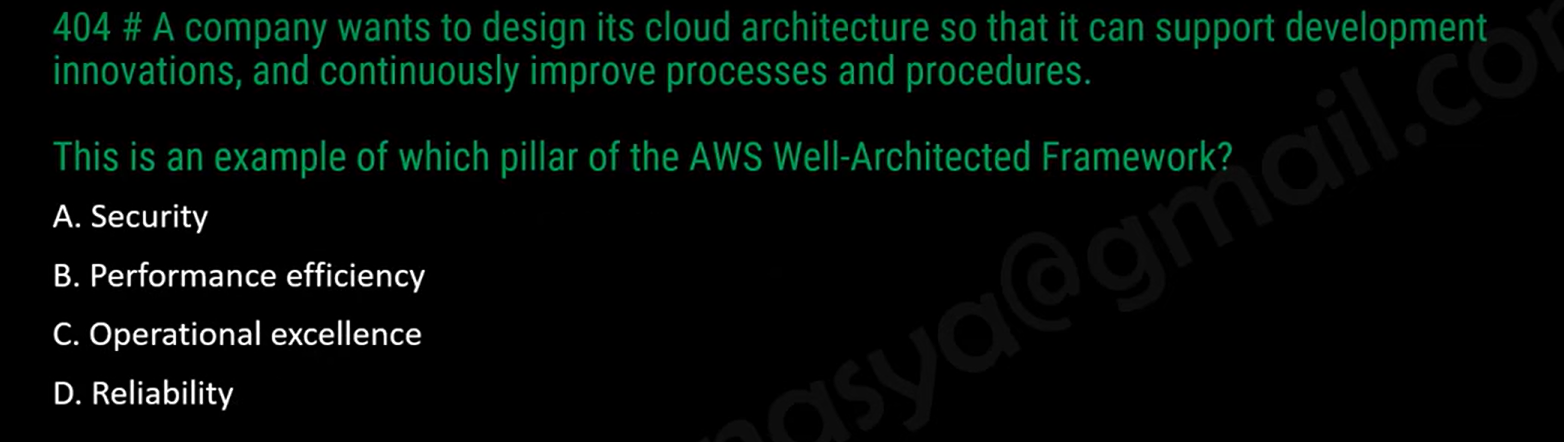 404 # A company wants to design its cloud architecture so that it can support development
innovations, and continuously improve processes and procedures.
This is an example of which pillar of the AWS Well-Architected Framework?
A. Security
B. Performance efficiency
C. Operational excellence
D. Reliability